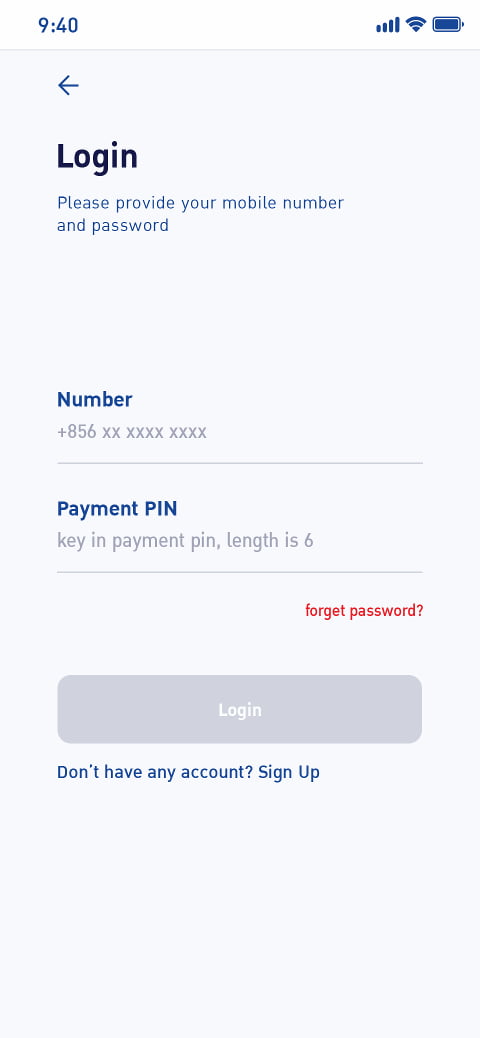 9:40
Login
Please provide your mobile number
and password
Number
+856 xx xxxx xxxx
Payment PIN
key in payment pin, length is 6
forget password?
Login
Don't have any account? Sign Up